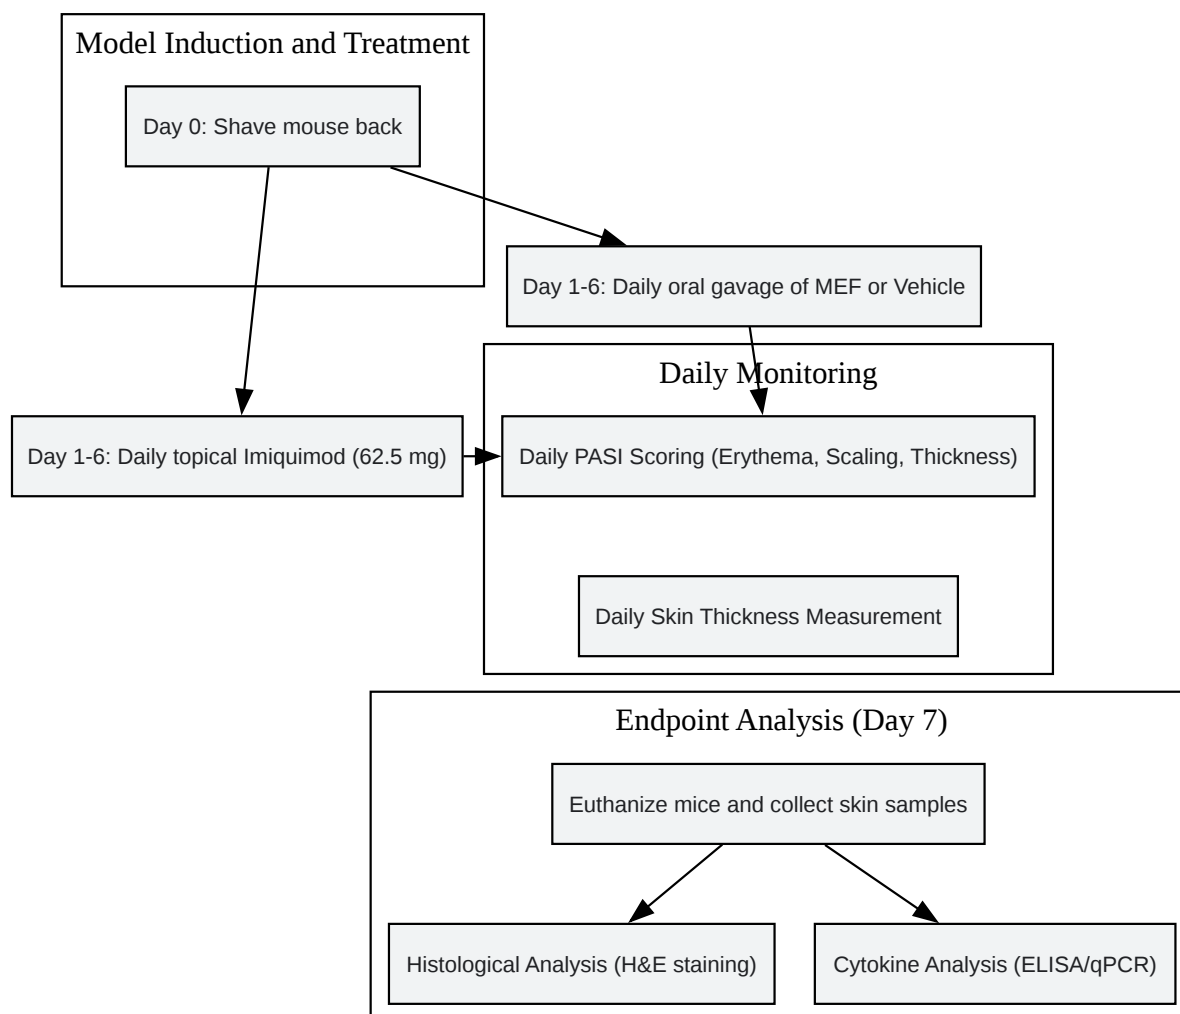 Model Induction and Treatment
Day 0: Shave mouse back
Day 1-6: Daily oral gavage of MEF or Vehicle
Daily Monitoring
Day 1-6: Daily topical Imiquimod (62.5 mg)
Daily PASI Scoring (Erythema, Scaling, Thickness)
Daily Skin Thickness Measurement
Endpoint Analysis (Day 7)
Euthanize mice and collect skin samples
Histological Analysis (H&E staining)
Cytokine Analysis (ELISA/qPCR)